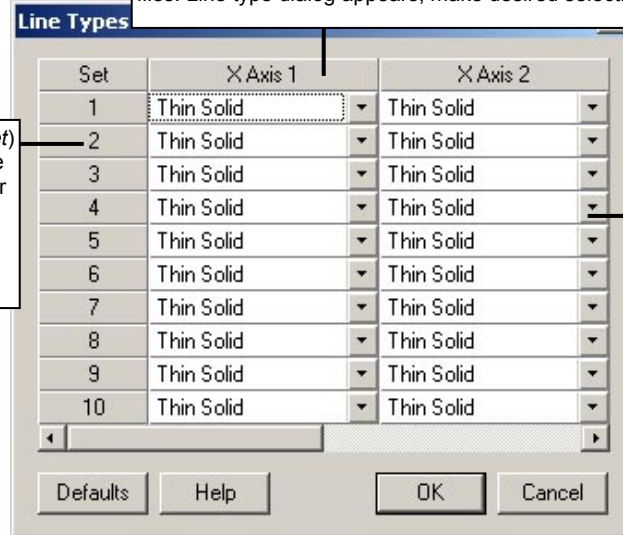 files. Line type dialog appears, make desired
Line Types
Set X Axis 1 X Axis 2
1 Thin Solid Thin Solid
2 Thin Solid Thin Solid
3 Thin Solid Thin Solid
4 Thin Solid Thin Solid
5 Thin Solid Thin Solid
6 Thin Solid Thin Solid
7 Thin Solid Thin Solid
8 Thin Solid Thin Solid
9 Thin Solid Thin Solid
10 Thin Solid Thin Solid
Defaults Help OK Cancel